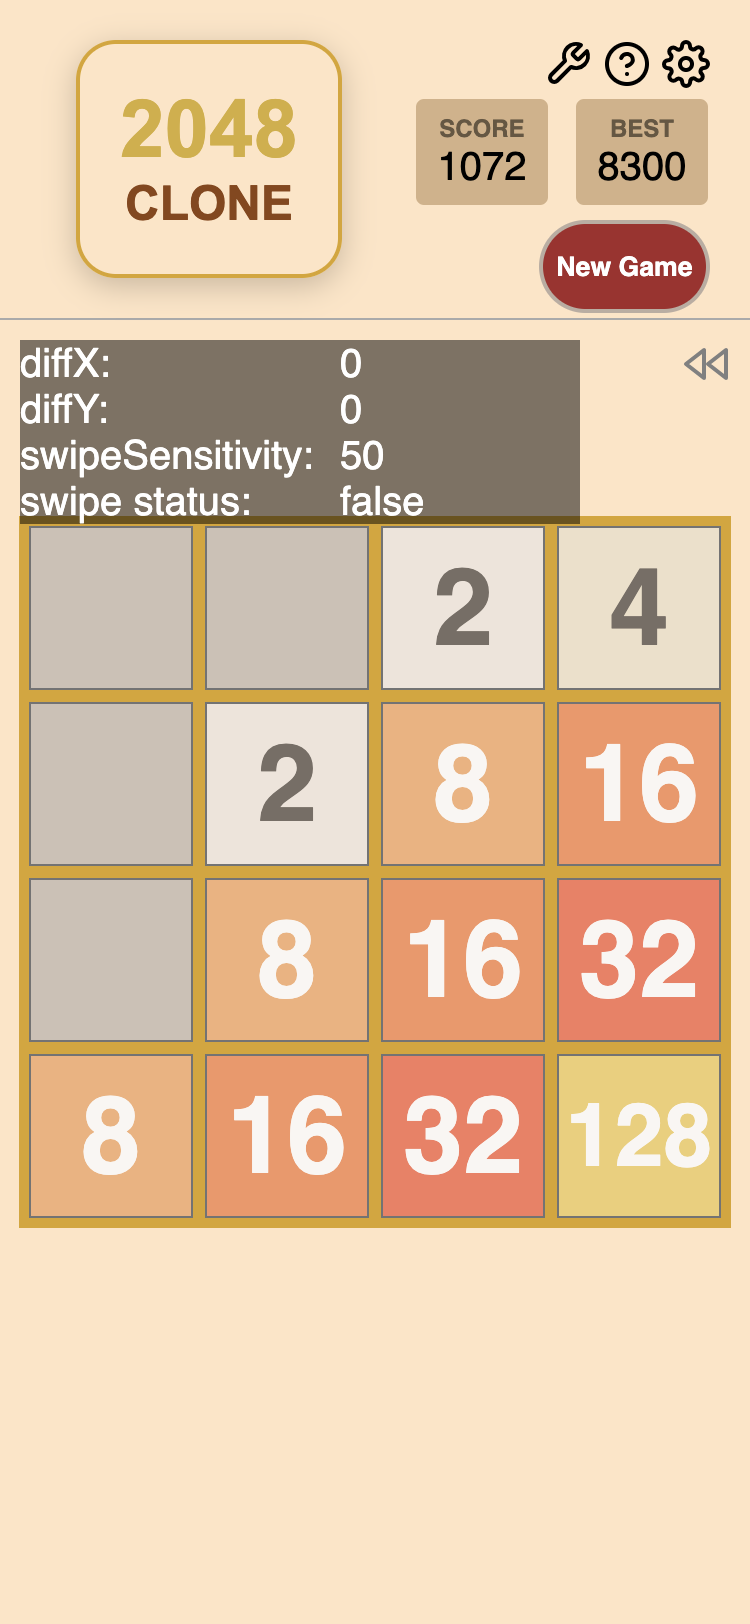 2048
CLONE
SCORE
1072
BEST
8300
New Game
diffX: 0
diffY: 0
swipeSensitivity: 50
swipe status: false
2 4
2 8 16
8 16 32
8 16 32 128